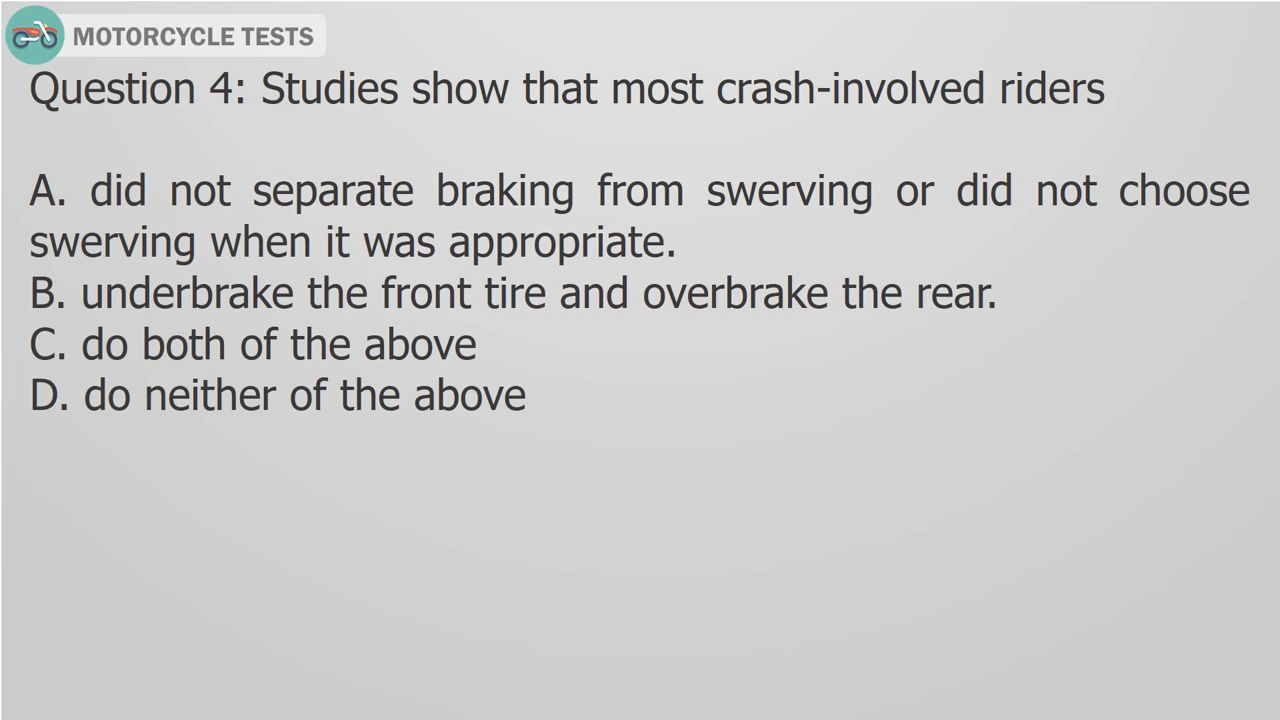 MOTORCYCLE TESTS
Question 4: Studies show that most crash-involved riders
A. did not separate braking from swerving or did not choose
swerving when it was appropriate.
B. underbrake the front tire and overbrake the rear.
C. do both of the above
D. do neither of the above